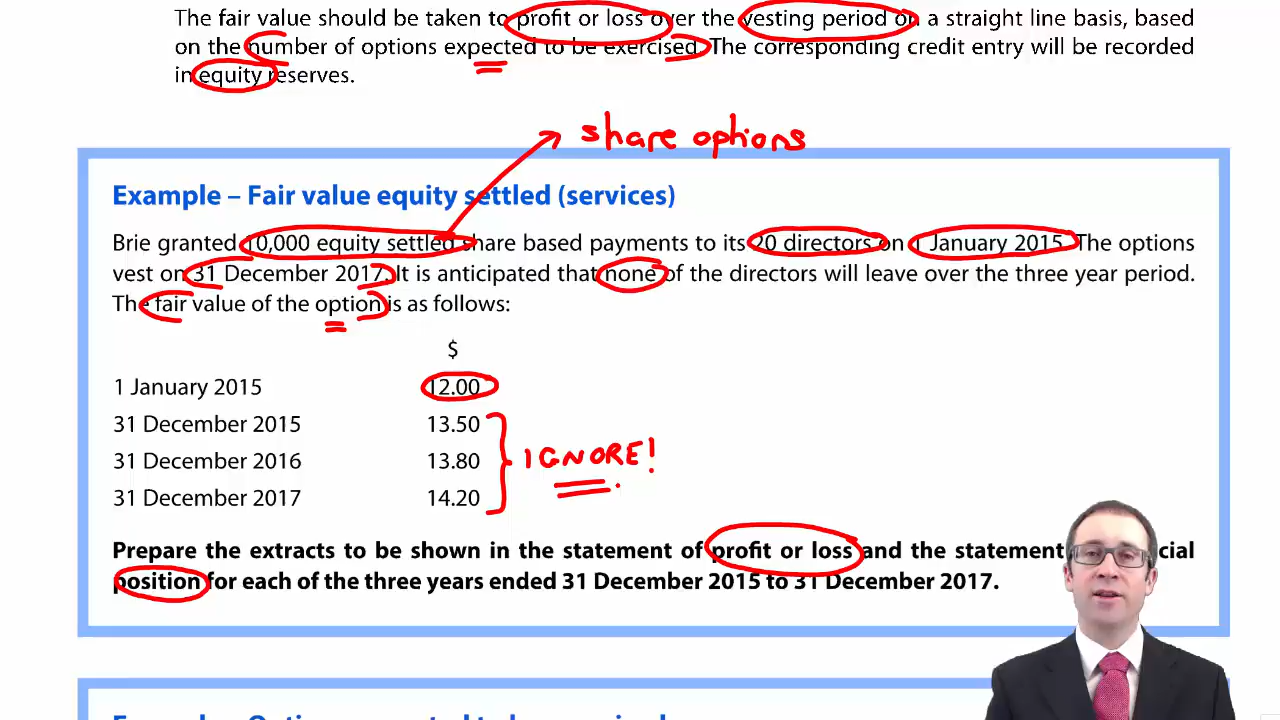 The fair value should be taken to profit or loss over the vesting period on a straight line basis, based
on the number of options expected to be exercised. The corresponding credit entry will be recorded
in equity reserves.
share options
Example – Fair value equity settled (services)
Brie granted 10,000 equity settled share based payments to its 20 directors on 1 January 2015. The options
vest on 31 December 2017. It is anticipated that none of the directors will leave over the three year period.
The fair value of the option is as follows:
$
1 January 2015 12.00
31 December 2015 13.50
31 December 2016 13.80
31 December 2017 14.20
IGNORE!
Prepare the extracts to be shown in the statement of profit or loss and the statement cial
position for each of the three years ended 31 December 2015 to 31 December 2017.